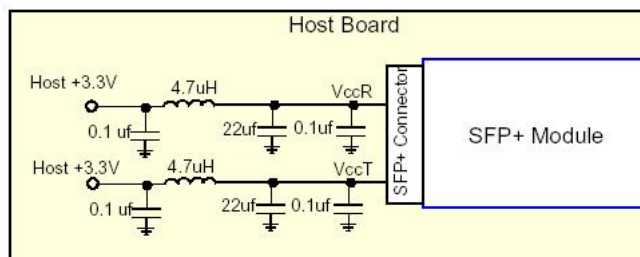 Host Board
Host +3.3V
4.7uH
VccR
0.1 uf
22uf
0.1uf
Host +3.3V
4.7uH
VccT
0.1 uf
22uf
0.1uf
SFP+ Connector
SFP+ Module